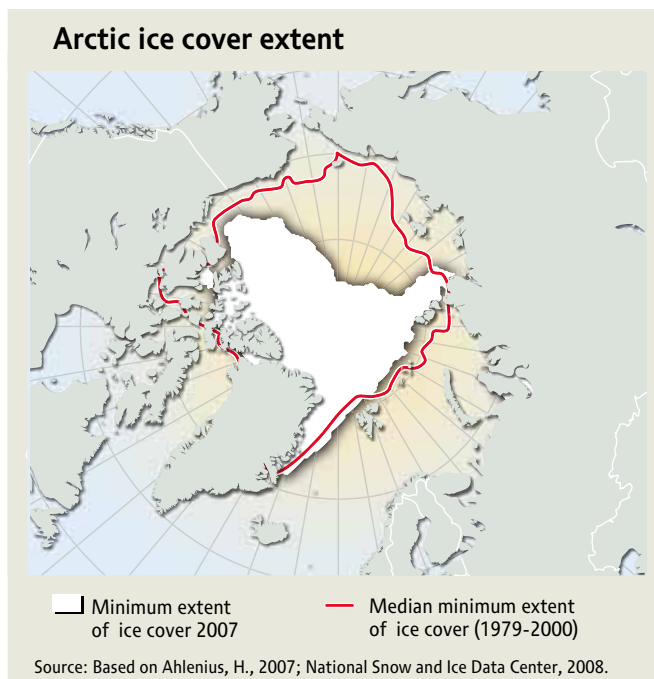 Arctic ice cover extent
Minimum extent
of ice cover 2007
Median minimum extent
of ice cover (1979-2000)
Source: Based on Ahlenius, H., 2007; National Snow and Ice Data Center, 2008.